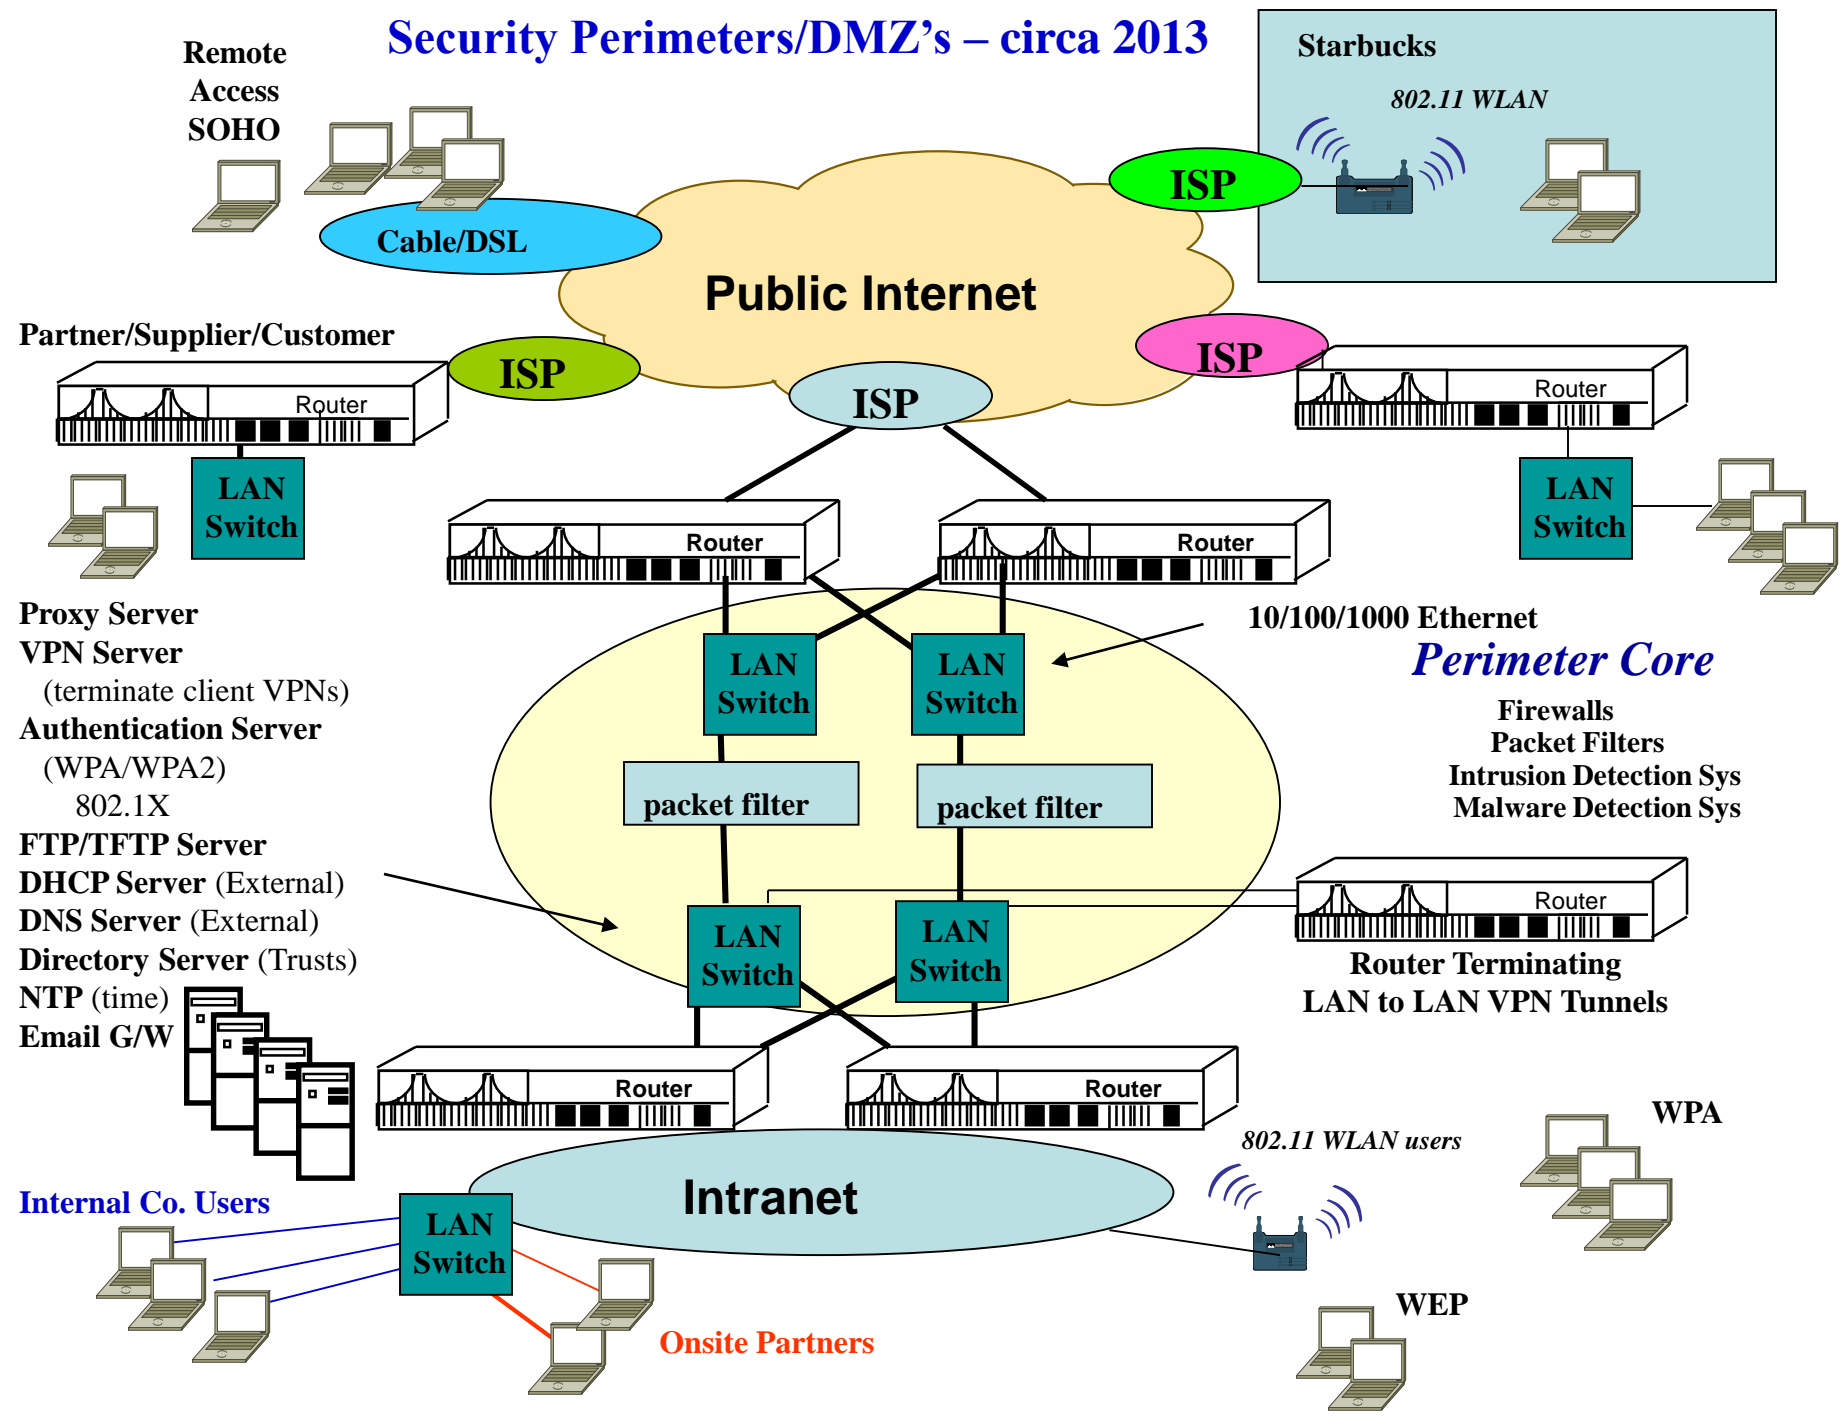 Security Perimeters/DMZ's – circa 2013
Remote
Access
SOHO
Starbucks
802.11 WLAN
ISP
Cable/DSL
Public Internet
Partner/Supplier/Customer
Router
ISP
ISP
ISP
Router
LAN
Switch
LAN
Switch
Router
Router
Proxy Server
VPN Server
(terminate client VPNs)
Authentication Server
(WPA/WPA2)
802.1X
FTP/TFTP Server
DHCP Server (External)
DNS Server (External)
Directory Server (Trusts)
NTP (time)
Email G/W
10/100/1000 Ethernet
Perimeter Core
Firewalls
Packet Filters
Intrusion Detection Sys
Malware Detection Sys
LAN
Switch
LAN
Switch
packet filter
packet filter
LAN
Switch
LAN
Switch
Router
Router Terminating
LAN to LAN VPN Tunnels
Router
Router
Intranet
802.11 WLAN users
WPA
Internal Co. Users
LAN
Switch
WEP
Onsite Partners